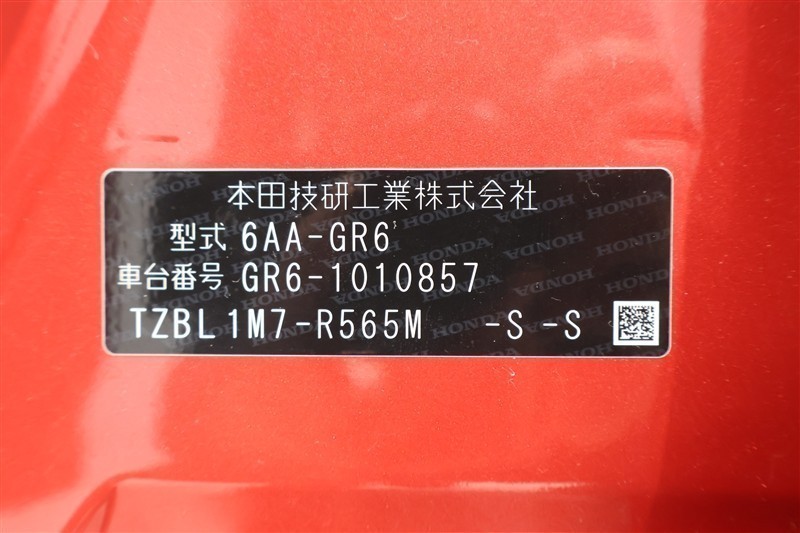 本田技研工業株式会社
型式 6AA-GR6
車台番号 GR6-1010857
TZBL1M7-R565M -S -S